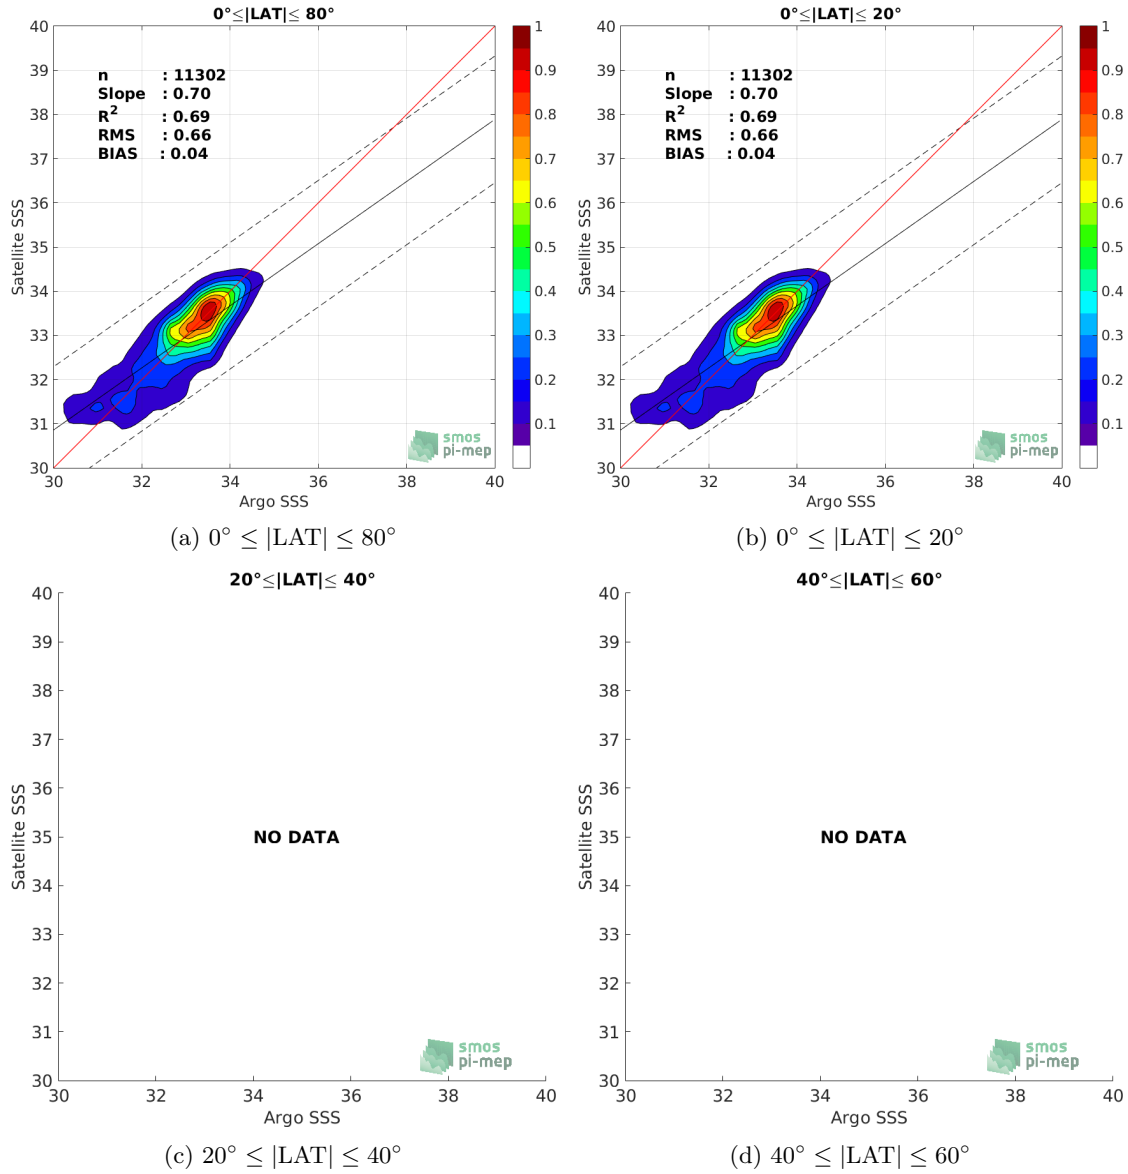 0°≤|LAT|≤ 80°
40
39
38
37
36
35
34
33
32
31
30
Satellite SSS
n : 11302
Slope : 0.70
R² : 0.69
RMS : 0.66
BIAS : 0.04
smos
pi-mep
30 32 34 36 38 40
Argo SSS
1
0.9
0.8
0.7
0.6
0.5
0.4
0.3
0.2
0.1
(a) 0° ≤ |LAT| ≤ 80°
0°≤|LAT|≤ 20°
40
39
38
37
36
35
34
33
32
31
30
Satellite SSS
n : 11302
Slope : 0.70
R² : 0.69
RMS : 0.66
BIAS : 0.04
smos
pi-mep
30 32 34 36 38 40
Argo SSS
1
0.9
0.8
0.7
0.6
0.5
0.4
0.3
0.2
0.1
(b) 0° ≤ |LAT| ≤ 20°
20°≤|LAT|≤ 40°
40
39
38
37
36
35
34
33
32
31
30
Satellite SSS
NO DATA
smos
pi-mep
30 32 34 36 38 40
Argo SSS
(c) 20° ≤ |LAT| ≤ 40°
40°≤|LAT|≤ 60°
40
39
38
37
36
35
34
33
32
31
30
Satellite SSS
NO DATA
smos
pi-mep
30 32 34 36 38 40
Argo SSS
(d) 40° ≤ |LAT| ≤ 60°